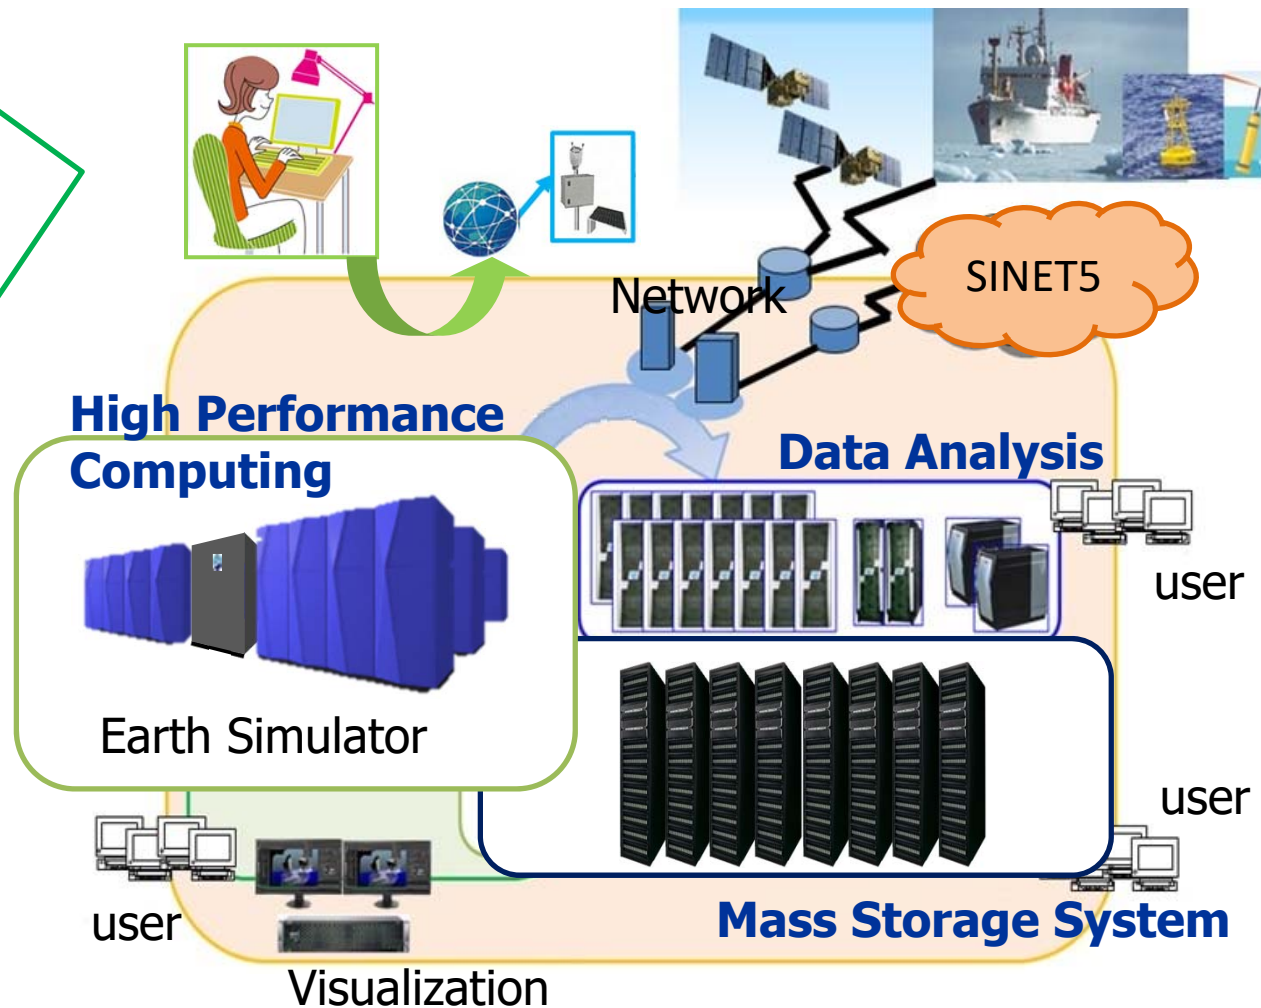 SINET5
Network
High Performance
Computing
Data Analysis
user
Earth Simulator
user
user
Mass Storage System
Visualization